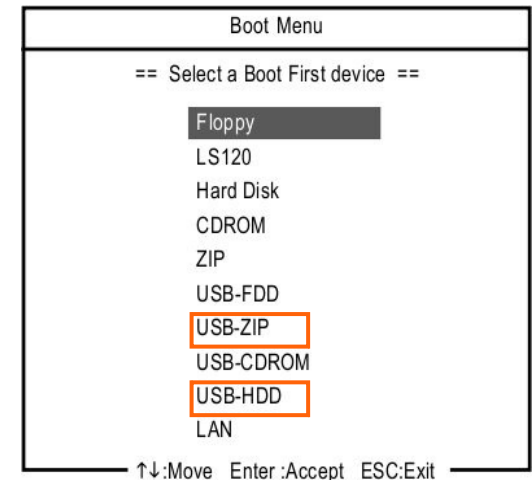 Boot Menu
== Select a Boot First device ==
Floppy
LS120
Hard Disk
CDROM
ZIP
USB-FDD
USB-ZIP
USB-CDROM
USB-HDD
LAN
↑↓:Move Enter :Accept ESC:Exit